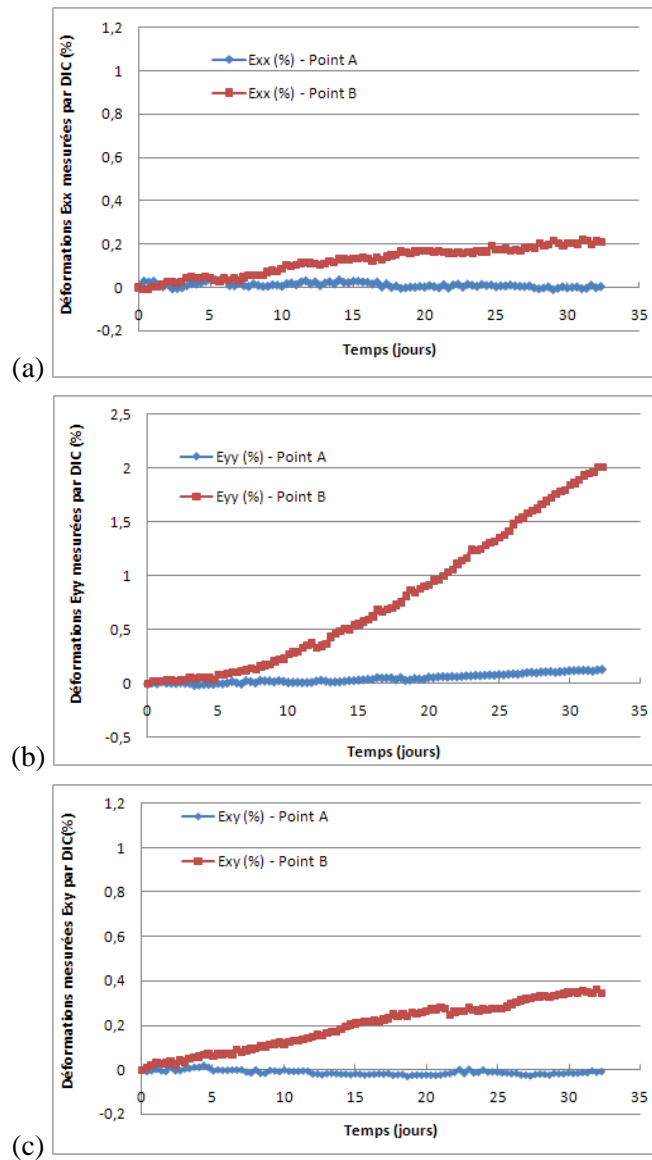 Déformations Exx mesurées par DIC (%)
1,2
1
0,8
0,6
0,4
0,2
0
-0,2
Exx (%) - Point A
Exx (%) - Point B
0 5 10 15 20 25 30 35
Temps (jours)
(a)
Déformations Eyy mesurées par DIC (%)
2,5
2
1,5
1
0,5
0
-0,5
Eyy (%) - Point A
Eyy (%) - Point B
0 5 10 15 20 25 30 35
Temps (jours)
(b)
Déformations mesurées Exy par DIC(%)
1,2
1
0,8
0,6
0,4
0,2
0
-0,2
Exy (%) - Point A
Exy (%) - Point B
0 5 10 15 20 25 30 35
Temps (jours)
(c)